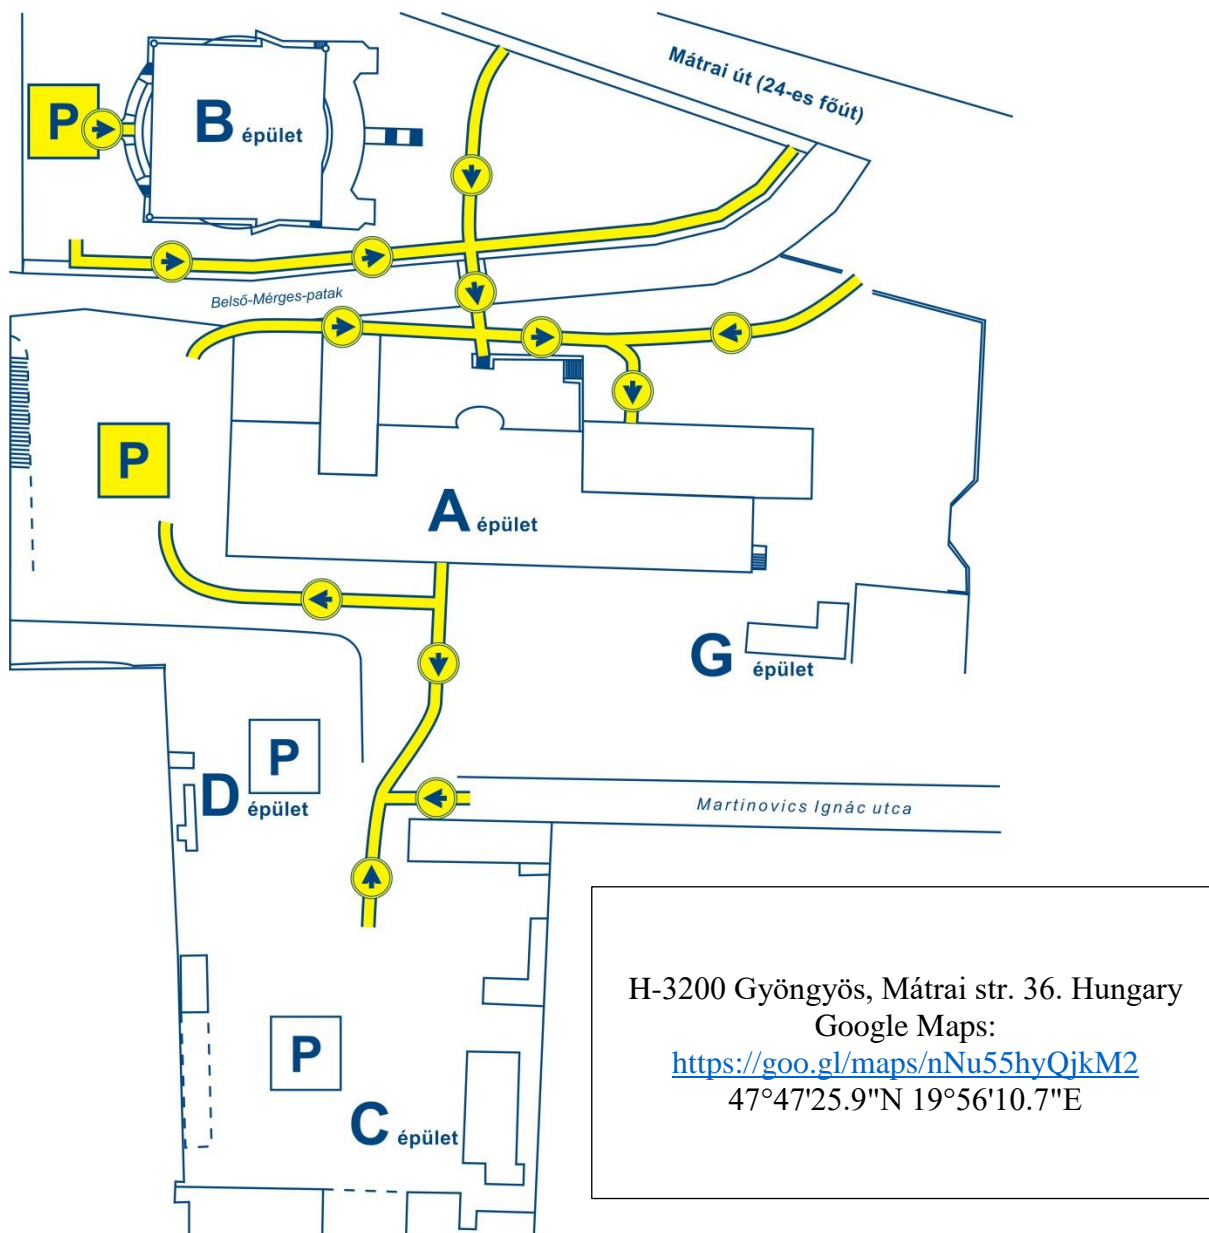 Mátrai út (24-es főút)
P
B épület
Belső-Mérges-patak
P
A épület
G épület
P
D épület
Martinovics Ignác utca
P
C épület
H-3200 Gyöngyös, Mátrai str. 36. Hungary
Google Maps:
https://goo.gl/maps/nNu55hyQjkM2
47°47'25.9"N 19°56'10.7"E